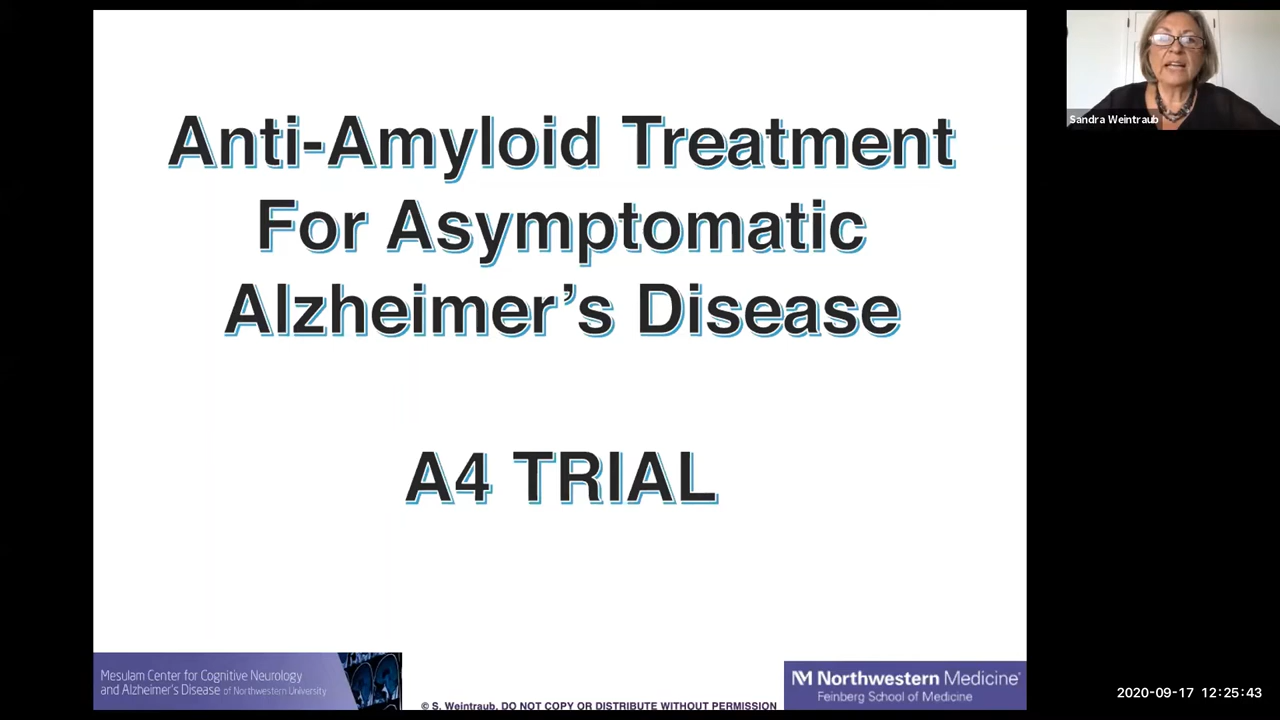 Anti-Amyloid Treatment
For Asymptomatic
Alzheimer’s Disease
A4 TRIAL
Sandra Weintraub
Mesulam Center for Cognitive Neurology
and Alzheimer’s Disease of Northwestern University
© S. Weintraub, DO NOT COPY OR DISTRIBUTE WITHOUT PERMISSION
Northwestern Medicine®
Feinberg School of Medicine
2020-09-17 12:25:43